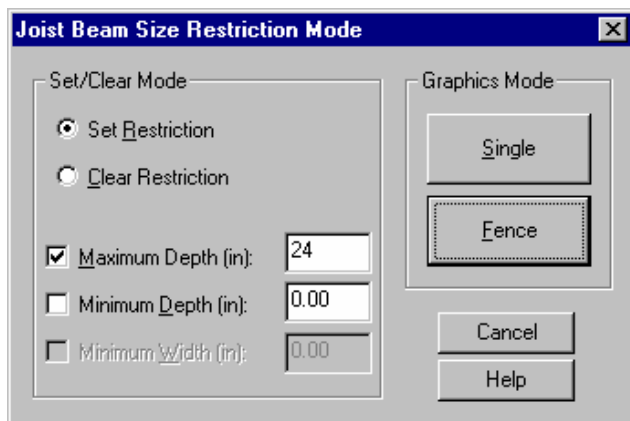 Joist Beam Size Restriction Mode
Set/Clear Mode
Set Restriction
Clear Restriction
Maximum Depth (in): 24
Minimum Depth (in): 0.00
Minimum Width (in): 0.00
Graphics Mode
Single
Fence
Cancel
Help